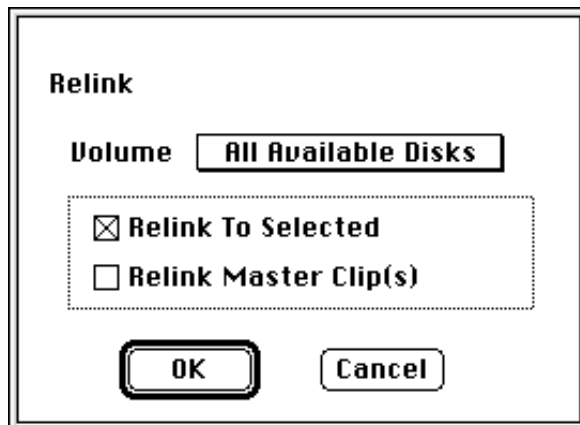 Relink
Volume All Available Disks
Relink To Selected
Relink Master Clip(s)
OK Cancel